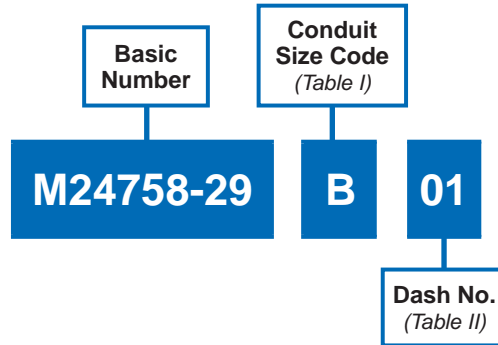 Basic
Number
Conduit
Size Code
(Table I)
M24758-29
B
01
Dash No.
(Table II)